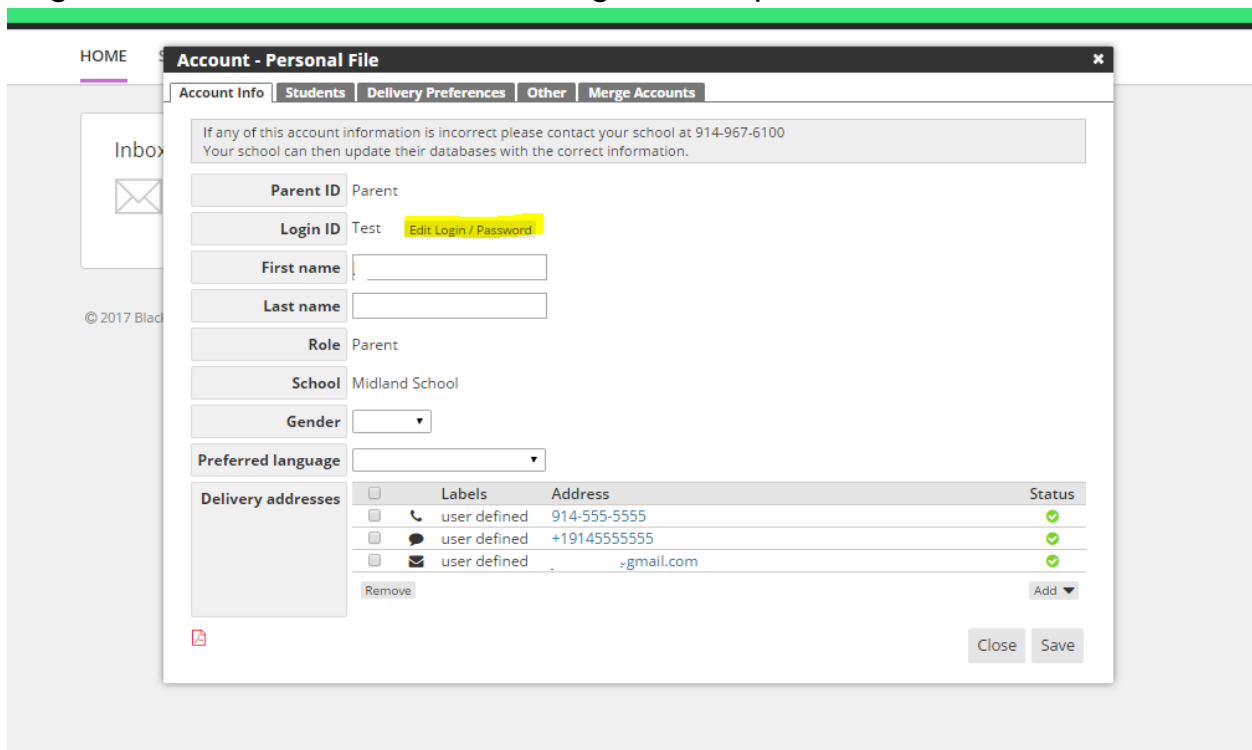 HOME
Account - Personal File
Account Info Students Delivery Preferences Other Merge Accounts
If any of this account information is incorrect please contact your school at 914-967-6100
Your school can then update their databases with the correct information.
Inbox
Parent ID Parent
Login ID Test Edit Login / Password
First name
Last name
© 2017 Blac
Role Parent
School Midland School
Gender
Preferred language
Delivery addresses Labels Address Status
user defined 914-555-5555
user defined +19145555555
user defined gmail.com
Remove Add
Close Save